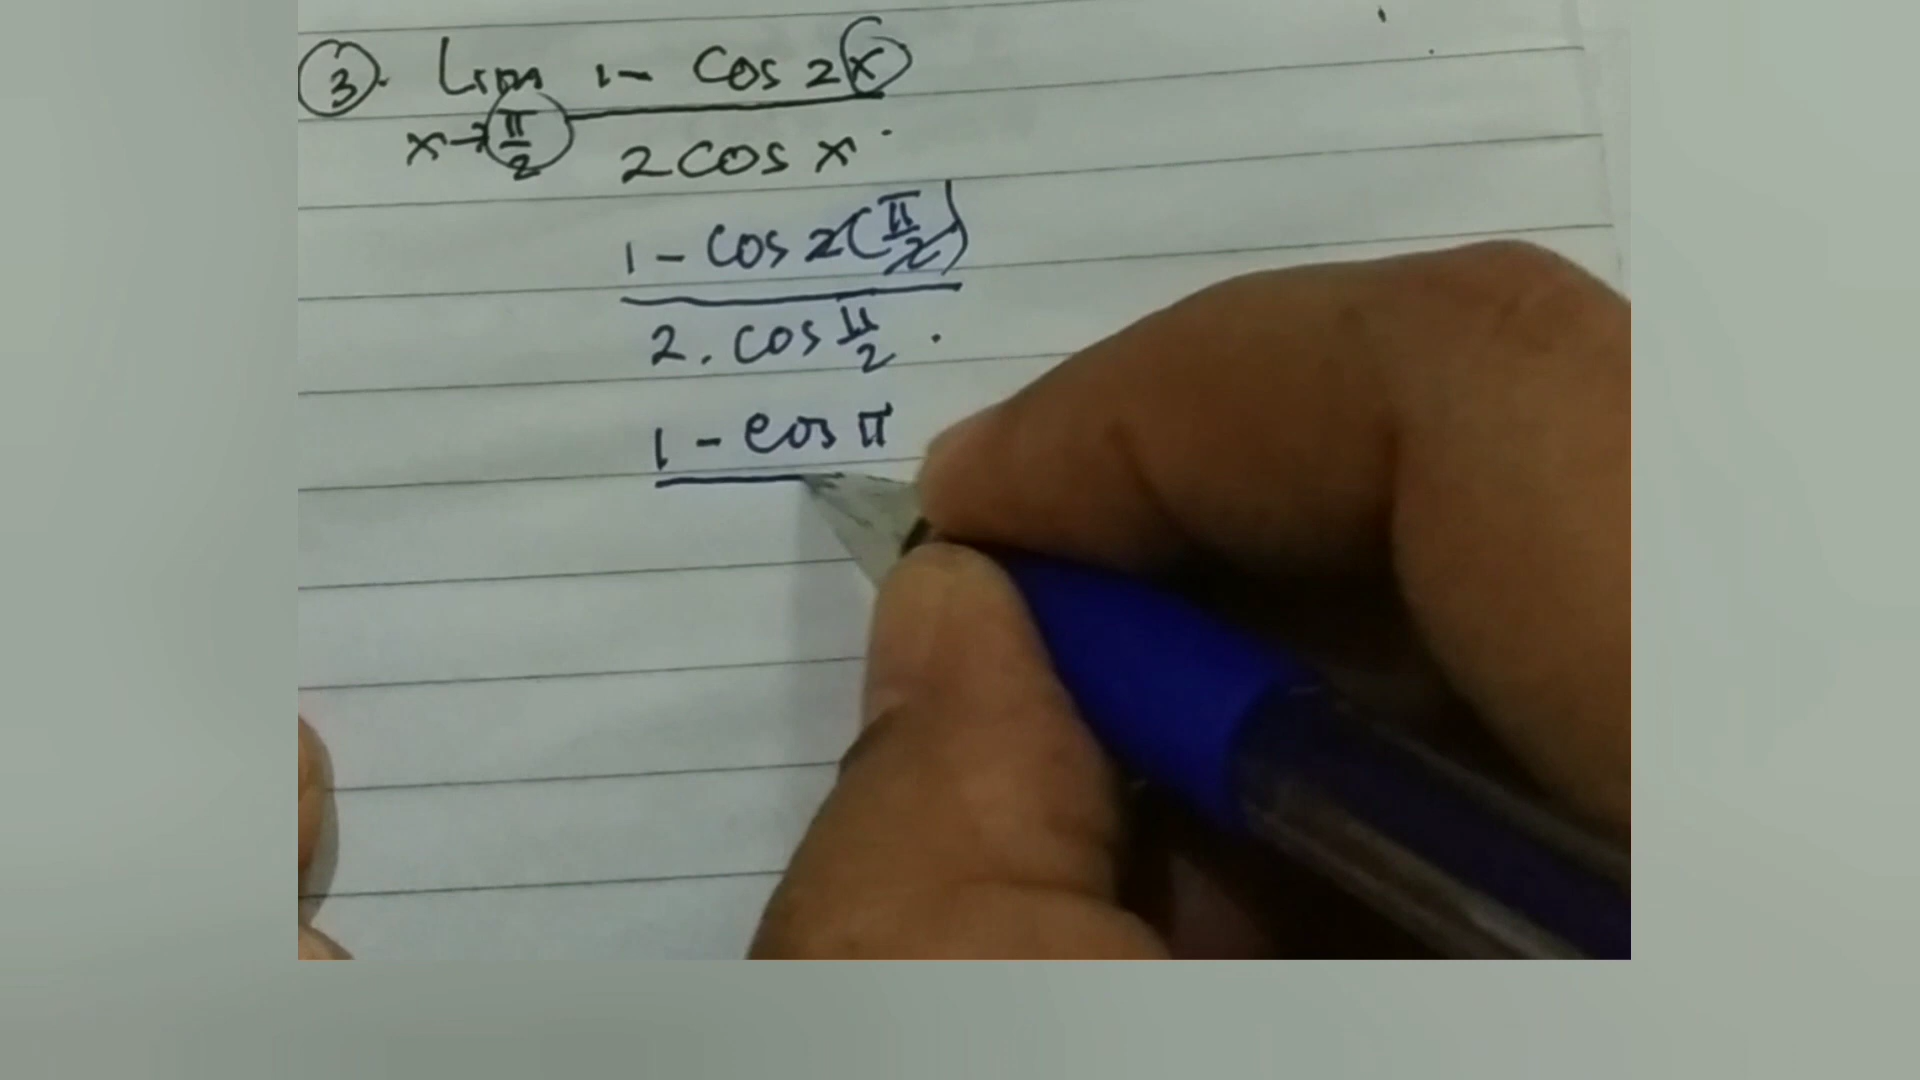 3. Lim 1 - Cos 2x
x→π/2 2 cos x
1 - Cos 2(π/2)
2 . cos π/2 .
1 - cos π